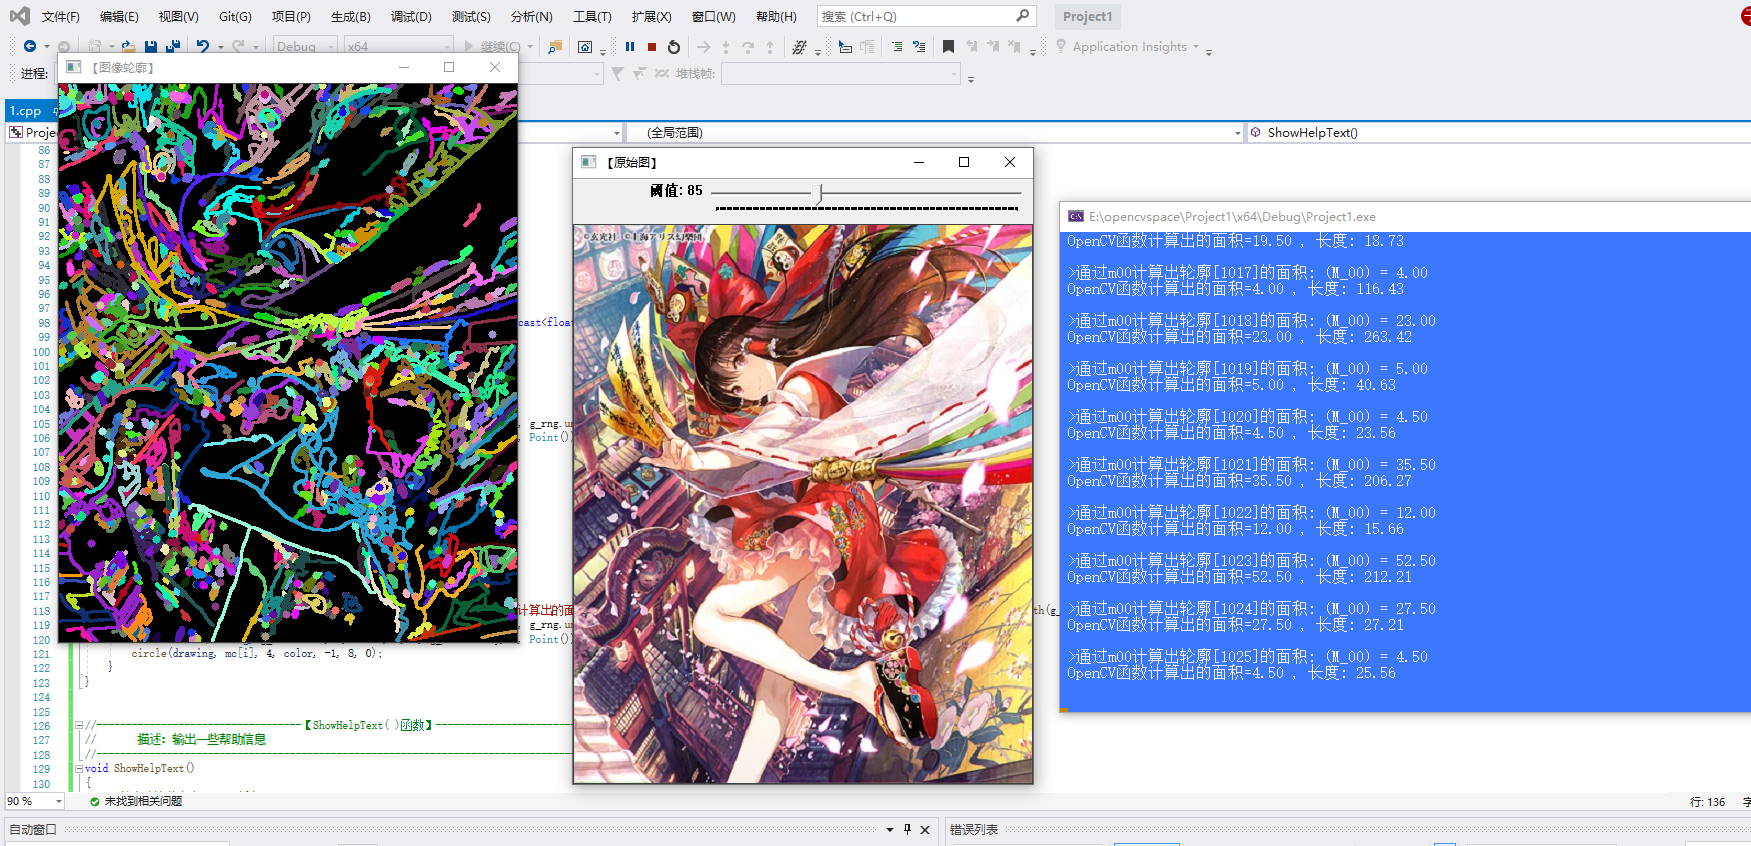 文件(F) 编辑(E) 视图(V) Git(G) 项目(P) 生成(B) 调试(D) 测试(S) 分析(N) 工具(T) 扩展(X) 窗口(W) 帮助(H) 搜索 (Ctrl+Q) Project1
Debug x64 继续(C) Application Insights
进程: 堆栈帧:
【图像轮廓】
1.cpp
(全局范围) ShowHelpText()
86
87
88
89
90
91
92
93
94
95
96
97
98
99
100
101
102
103
104
105
106
107
108
109
110
111
112
113
114
115
116
117
118
119
120
121 circle(drawing, mc[i], 4, color, -1, 8, 0);
122 }
123 }
124
125
126 //-----------------------------------【ShowHelpText( )函数】-----------------------
127 // 描述: 输出一些帮助信息
128 //-----------------------------------
129 void ShowHelpText()
130 {
cast<float
, Point())
计算出的面
, Point())
【原始图】
阈值: 85
©玄光社 ©上海アリス幻樂団
E:\opencvspace\Project1\x64\Debug\Project1.exe
OpenCV函数计算出的面积=19.50 , 长度: 18.73
>通过m00计算出轮廓[1017]的面积: (M_00) = 4.00
OpenCV函数计算出的面积=4.00 , 长度: 116.43
>通过m00计算出轮廓[1018]的面积: (M_00) = 23.00
OpenCV函数计算出的面积=23.00 , 长度: 263.42
>通过m00计算出轮廓[1019]的面积: (M_00) = 5.00
OpenCV函数计算出的面积=5.00 , 长度: 40.63
>通过m00计算出轮廓[1020]的面积: (M_00) = 4.50
OpenCV函数计算出的面积=4.50 , 长度: 23.56
>通过m00计算出轮廓[1021]的面积: (M_00) = 35.50
OpenCV函数计算出的面积=35.50 , 长度: 206.27
>通过m00计算出轮廓[1022]的面积: (M_00) = 12.00
OpenCV函数计算出的面积=12.00 , 长度: 15.66
>通过m00计算出轮廓[1023]的面积: (M_00) = 52.50
OpenCV函数计算出的面积=52.50 , 长度: 212.21
>通过m00计算出轮廓[1024]的面积: (M_00) = 27.50
OpenCV函数计算出的面积=27.50 , 长度: 27.21
>通过m00计算出轮廓[1025]的面积: (M_00) = 4.50
OpenCV函数计算出的面积=4.50 , 长度: 25.56
90 % 未找到相关问题 行: 136
自动窗口 错误列表